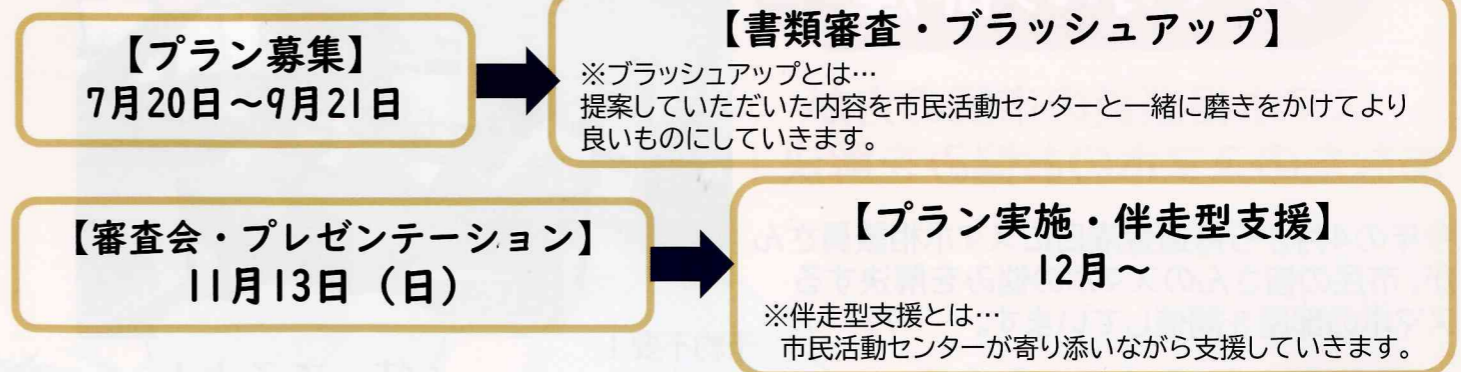 【プラン募集】
7月20日～9月21日
【書類審査・ブラッシュアップ】
※ブラッシュアップとは…
提案していただいた内容を市民活動センターと一緒に磨きをかけてより
良いものにしていきます。
【審査会・プレゼンテーション】
11月13日（日）
【プラン実施・伴走型支援】
12月～
※伴走型支援とは…
市民活動センターが寄り添いながら支援していきます。